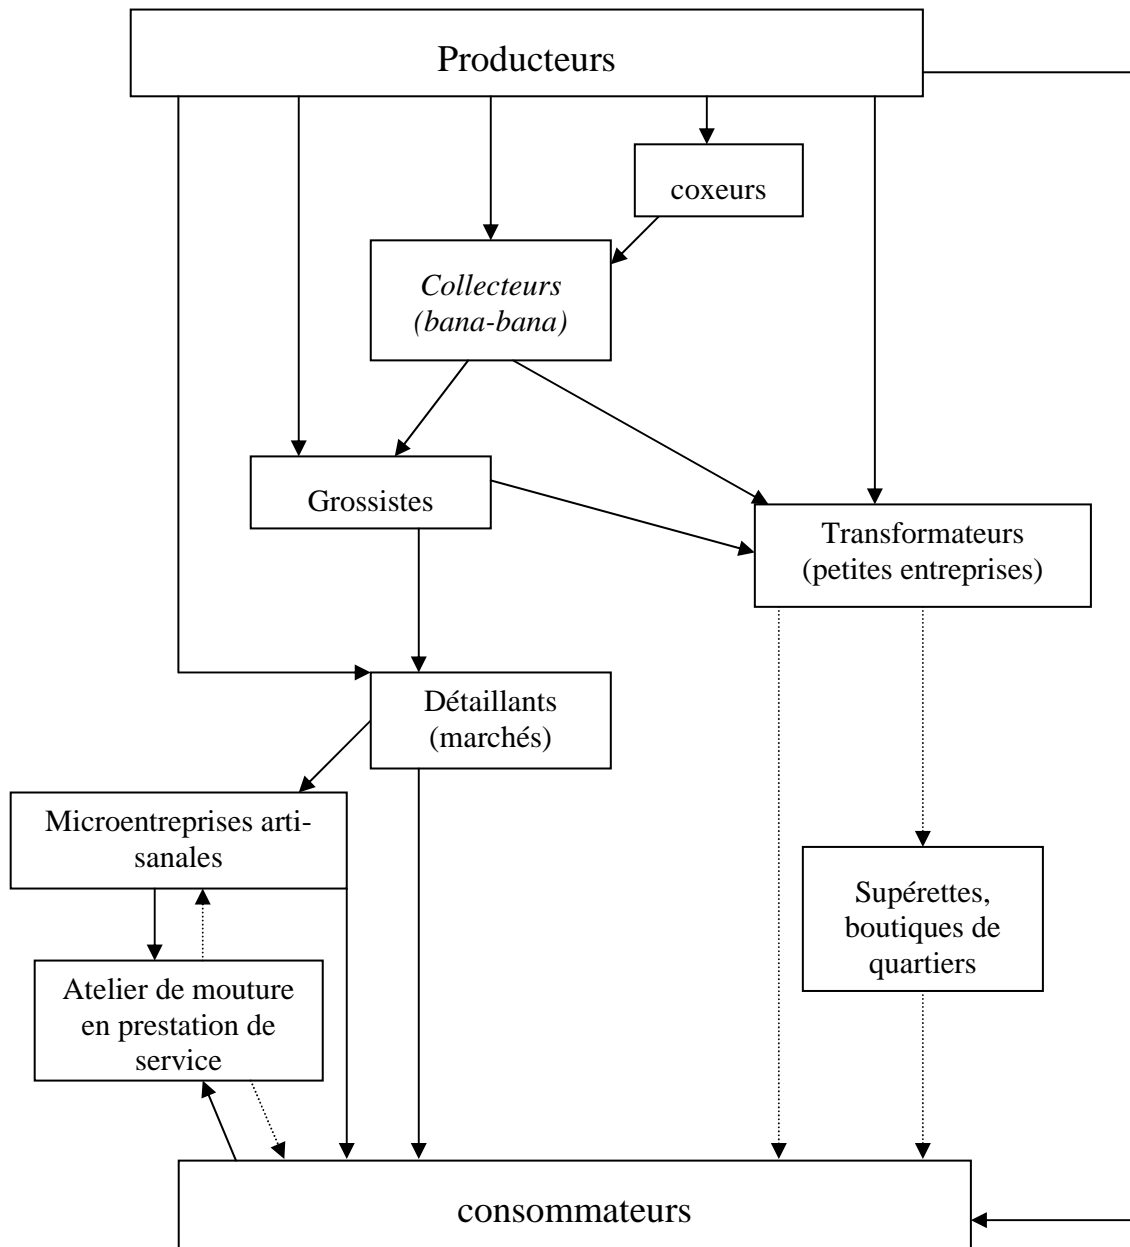 Producteurs
coxeurs
Collecteurs
(bana-bana)
Grossistes
Transformateurs
(petites entreprises)
Détaillants
(marchés)
Microentreprises arti-
sanales
Supérettes,
boutiques de
quartiers
Atelier de mouture
en prestation de
service
consommateurs